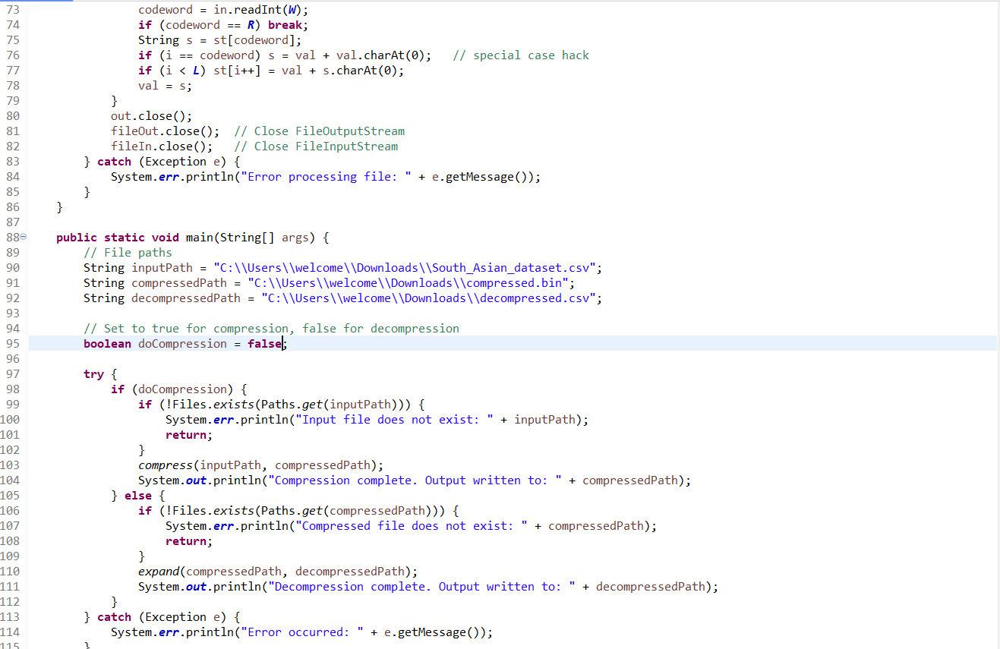 73                 codeword = in.readInt(W);
74                 if (codeword == R) break;
75                 String s = st[codeword];
76                 if (i == codeword) s = val + val.charAt(0);   // special case hack
77                 if (i < L) st[i++] = val + s.charAt(0);
78                 val = s;
79             }
80             out.close();
81             fileOut.close();  // Close FileOutputStream
82             fileIn.close();   // Close FileInputStream
83         } catch (Exception e) {
84             System.err.println("Error processing file: " + e.getMessage());
85         }
86     }
87
88     public static void main(String[] args) {
89         // File paths
90         String inputPath = "C:\\Users\\welcome\\Downloads\\South_Asian_dataset.csv";
91         String compressedPath = "C:\\Users\\welcome\\Downloads\\compressed.bin";
92         String decompressedPath = "C:\\Users\\welcome\\Downloads\\decompressed.csv";
93
94         // Set to true for compression, false for decompression
95         boolean doCompression = false;
96
97         try {
98             if (doCompression) {
99                 if (!Files.exists(Paths.get(inputPath))) {
100                     System.err.println("Input file does not exist: " + inputPath);
101                     return;
102                 }
103                 compress(inputPath, compressedPath);
104                 System.out.println("Compression complete. Output written to: " + compressedPath);
105             } else {
106                 if (!Files.exists(Paths.get(compressedPath))) {
107                     System.err.println("Compressed file does not exist: " + compressedPath);
108                     return;
109                 }
110                 expand(compressedPath, decompressedPath);
111                 System.out.println("Decompression complete. Output written to: " + decompressedPath);
112             }
113         } catch (Exception e) {
114             System.err.println("Error occurred: " + e.getMessage());
115         }